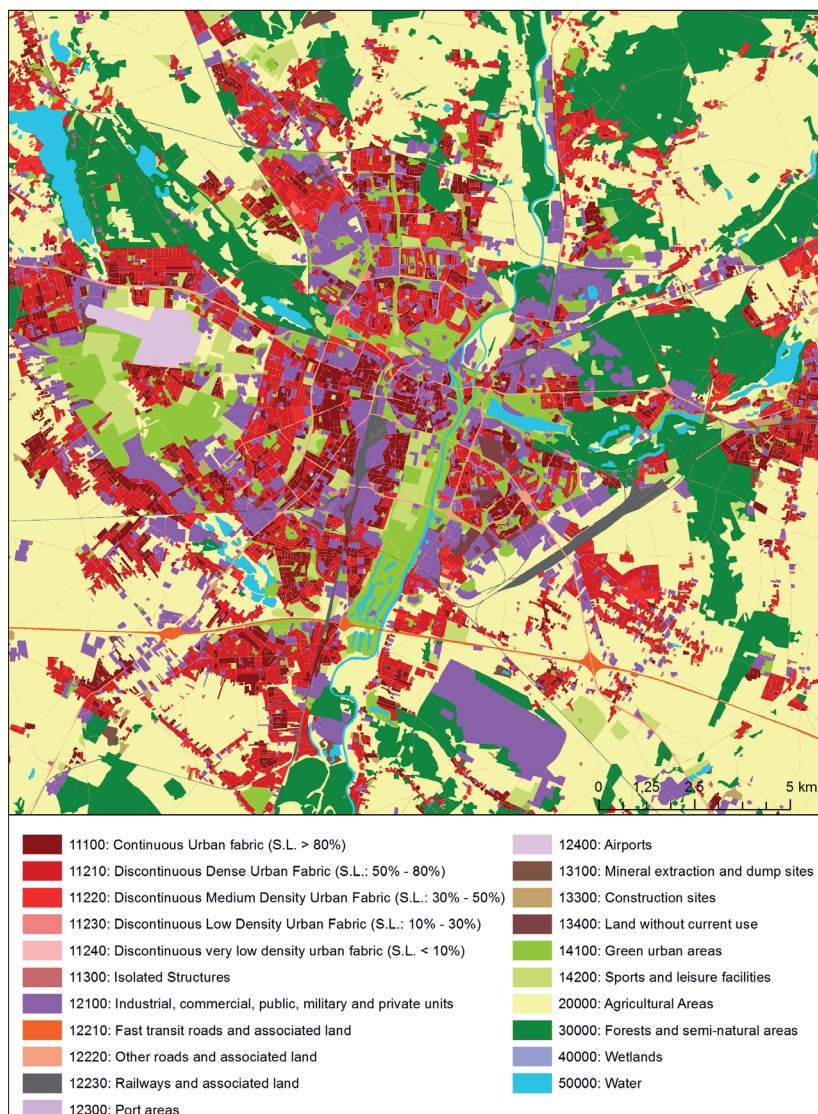 0 1,25 2,5 5 km
11100: Continuous Urban fabric (S.L. > 80%)
11210: Discontinuous Dense Urban Fabric (S.L.: 50% - 80%)
11220: Discontinuous Medium Density Urban Fabric (S.L.: 30% - 50%)
11230: Discontinuous Low Density Urban Fabric (S.L.: 10% - 30%)
11240: Discontinuous very low density urban fabric (S.L. < 10%)
11300: Isolated Structures
12100: Industrial, commercial, public, military and private units
12210: Fast transit roads and associated land
12220: Other roads and associated land
12230: Railways and associated land
12300: Port areas
12400: Airports
13100: Mineral extraction and dump sites
13300: Construction sites
13400: Land without current use
14100: Green urban areas
14200: Sports and leisure facilities
20000: Agricultural Areas
30000: Forests and semi-natural areas
40000: Wetlands
50000: Water